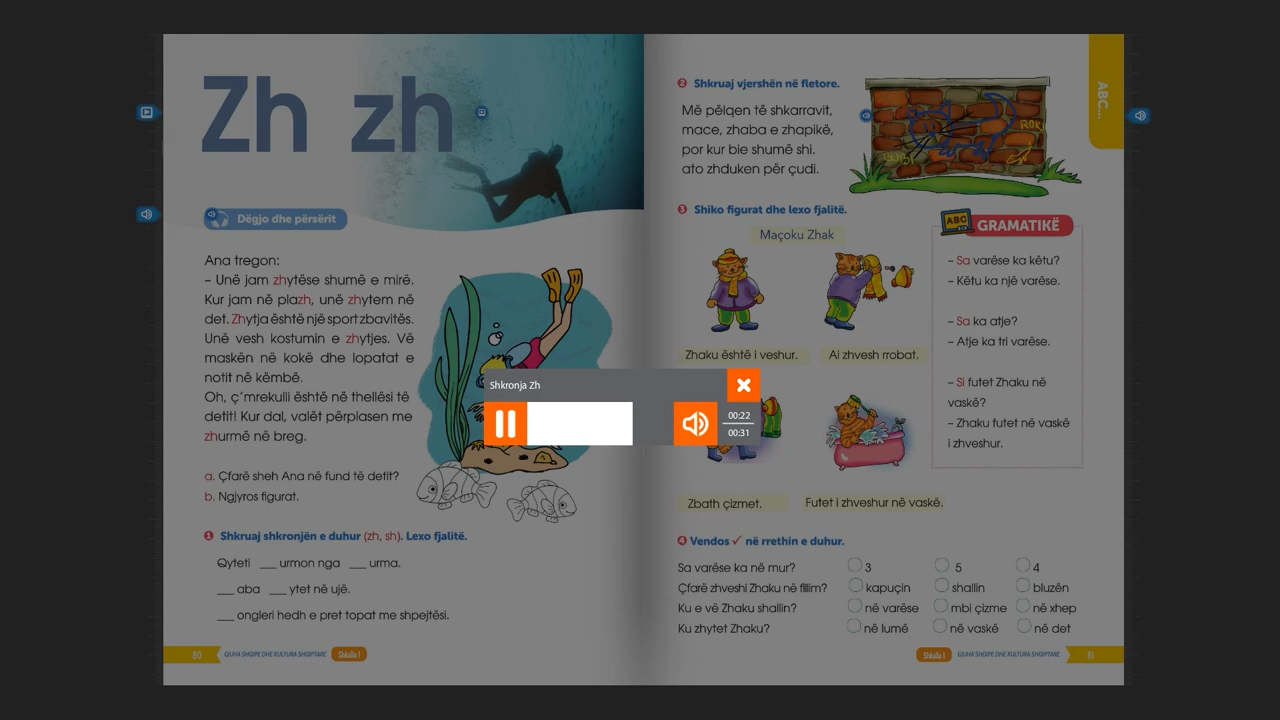 Zh zh
Dëgjo dhe përsërit
Ana tregon:
– Unë jam zhytëse shumë e mirë.
Kur jam në plazh, unë zhytem në
det. Zhytja është një sport zbavitës.
Unë vesh kostumin e zhytjes. Vë
maskën në kokë dhe lopatat e
notit në këmbë.
Oh, ç’mrekulli është në thellësi të
detit! Kur dal, valët përplasen me
zhurmë në breg.
a. Çfarë sheh Ana në fund të detit?
b. Ngjyros figurat.
1 Shkruaj shkronjën e duhur (zh, sh). Lexo fjalitë.
Qyteti ___ urmon nga ___ urma.
___ aba ___ ytet në ujë.
___ ongleri hedh e pret topat me shpejtësi.
80 GJUHA SHQIPE DHE KULTURA SHQIPTARE Shkalla 1
Shkronja Zh
00:22
00:31
ABC...
2 Shkruaj vjershën në fletore.
Më pëlqen të shkarravit,
mace, zhaba e zhapikë,
por kur bie shumë shi.
ato zhduken për çudi.
3 Shiko figurat dhe lexo fjalitë.
Maçoku Zhak
Zhaku është i veshur.
Ai zhvesh rrobat.
Zbath çizmet.
Futet i zhveshur në vaskë.
ABC
GRAMATIKË
– Sa varëse ka këtu?
– Këtu ka një varëse.
– Sa ka atje?
– Atje ka tri varëse.
– Si futet Zhaku në
vaskë?
– Zhaku futet në vaskë
i zhveshur.
4 Vendos ✓ në rrethin e duhur.
Sa varëse ka në mur? 3 5 4
Çfarë zhveshi Zhaku në fillim? kapuçin shallin bluzën
Ku e vë Zhaku shallin? në varëse mbi çizme në xhep
Ku zhytet Zhaku? në lumë në vaskë në det
Shkalla 1 GJUHA SHQIPE DHE KULTURA SHQIPTARE 81